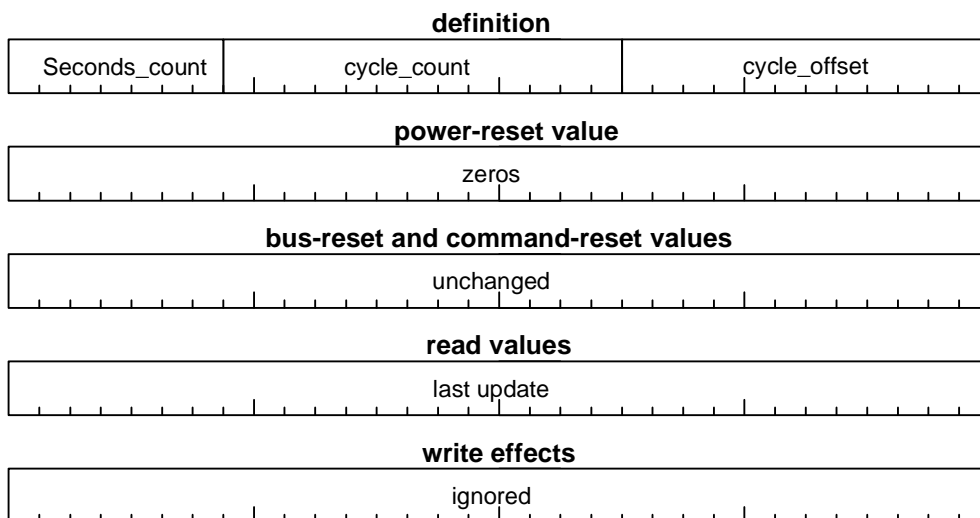 definition
Seconds_count cycle_count cycle_offset
power-reset value
zeros
bus-reset and command-reset values
unchanged
read values
last update
write effects
ignored